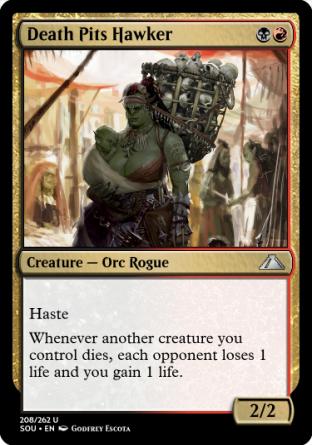 Death Pits Hawker
Creature — Orc Rogue
Haste
Whenever another creature you
control dies, each opponent loses 1
life and you gain 1 life.
2/2
208/262 U
SOU • EN Godfrey Escota